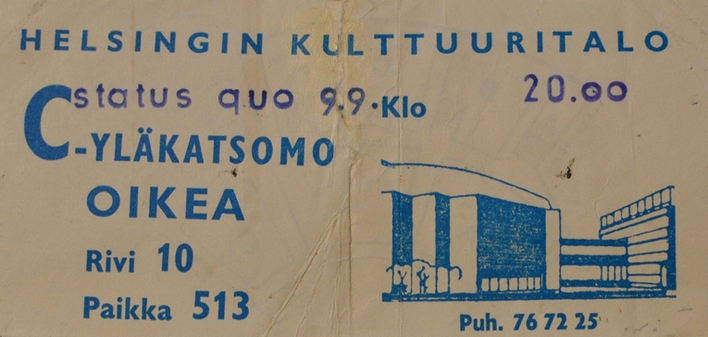 HELSINGIN KULTTUURITALO
status quo 9.9. Klo 20.00
C-YLÄKATSOMO
OIKEA
Rivi 10
Paikka 513
Puh. 76 72 25